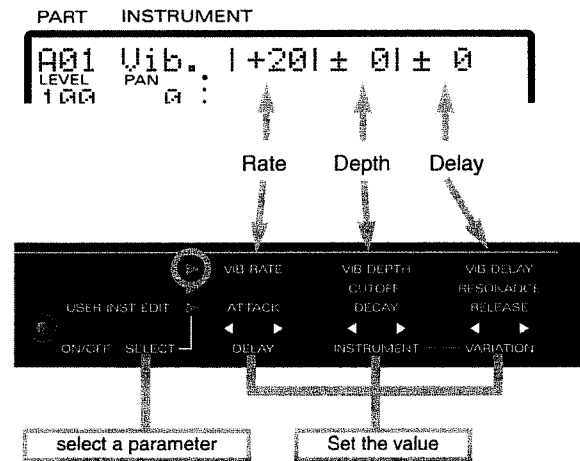 PART INSTRUMENT
A01 Vib. |+20|± 0|± 0
LEVEL PAN
100 0 :
Rate Depth Delay
VIB RATE VIB DEPTH VIB DELAY
CUTOFF RESONANCE
USER INST EDIT ATTACK DECAY RELEASE
ON/OFF SELECT DELAY INSTRUMENT VARIATION
select a parameter Set the value